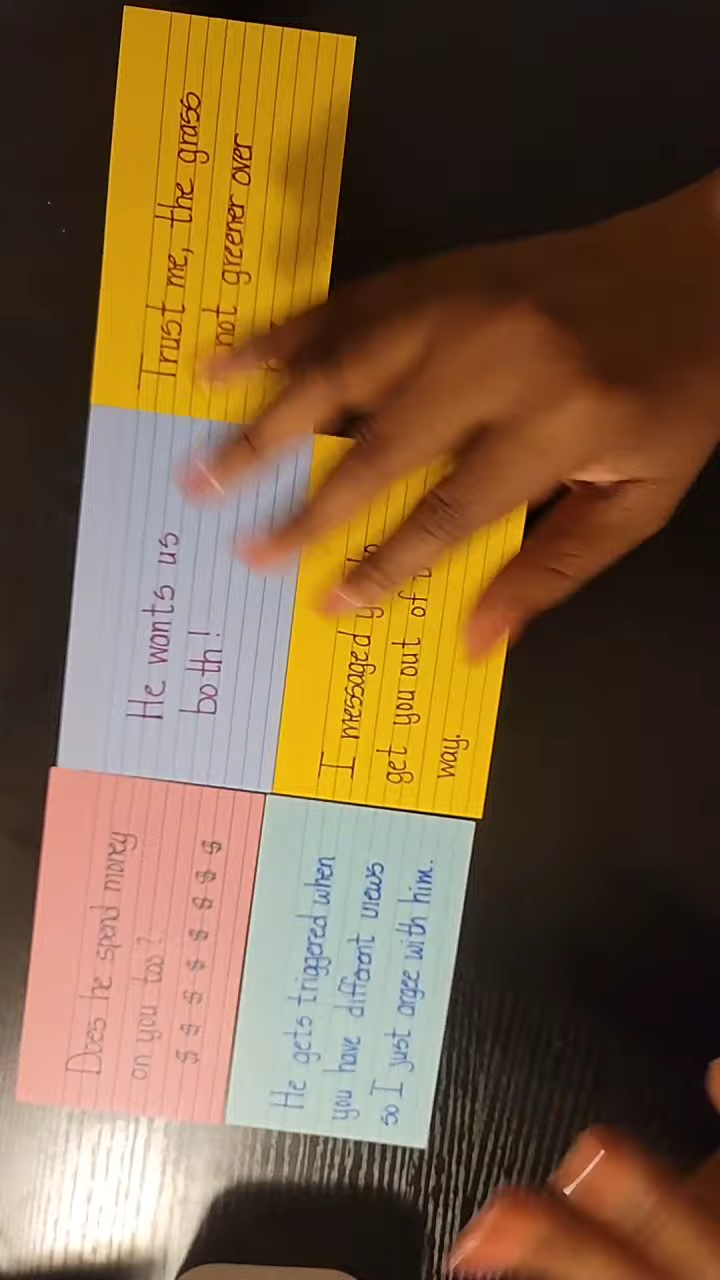 Does he spend money
on you too?
$ $ $ $ $ $ $ $
He wants us
both!
Trust me, the grass
not greener over
He gets triggered when
you have different views
so I just argee with him.
I messaged
get you out of
way.